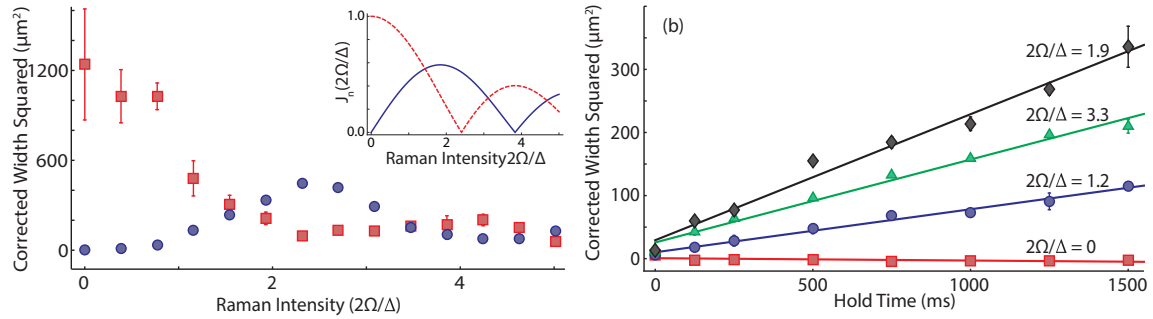 Corrected Width Squared (μm²)
1200
600
0
0
2
4
Raman Intensity (2Ω/Δ)
1.0
0.0
J_n(2Ω/Δ)
0
2
4
Raman Intensity2Ω/Δ
(b)
Corrected Width Squared (μm²)
300
200
100
0
0
500
1000
1500
Hold Time (ms)
2Ω/Δ = 1.9
2Ω/Δ = 3.3
2Ω/Δ = 1.2
2Ω/Δ = 0